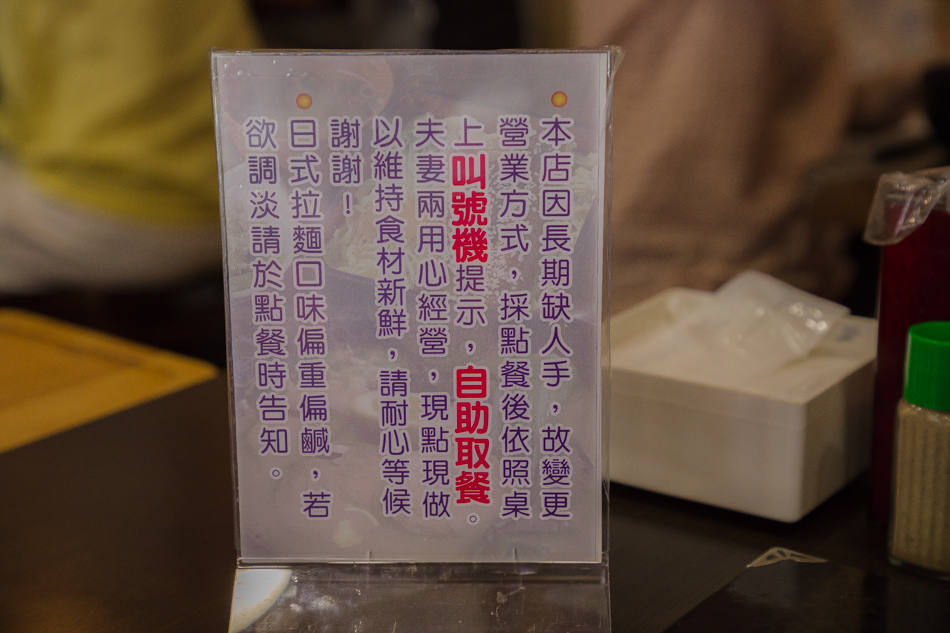 本店因長期缺人手，故變更
營業方式，採點餐後依照桌
上叫號機提示，自助取餐。
夫妻兩用心經營，現點現做
以維持食材新鮮，請耐心等候
謝謝！
日式拉麵口味偏重偏鹹，若
欲調淡請於點餐時告知。